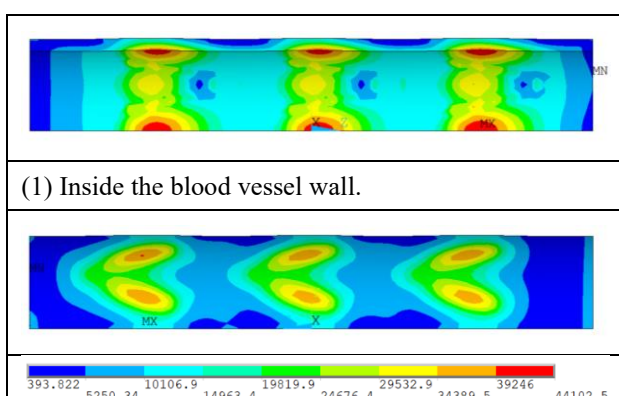 MN
X Z
MX
(1) Inside the blood vessel wall.
MX X
393.822 10106.9 19819.9 29532.9 39246
5250.34 14963.4 24676.4 34389.5 44102.5